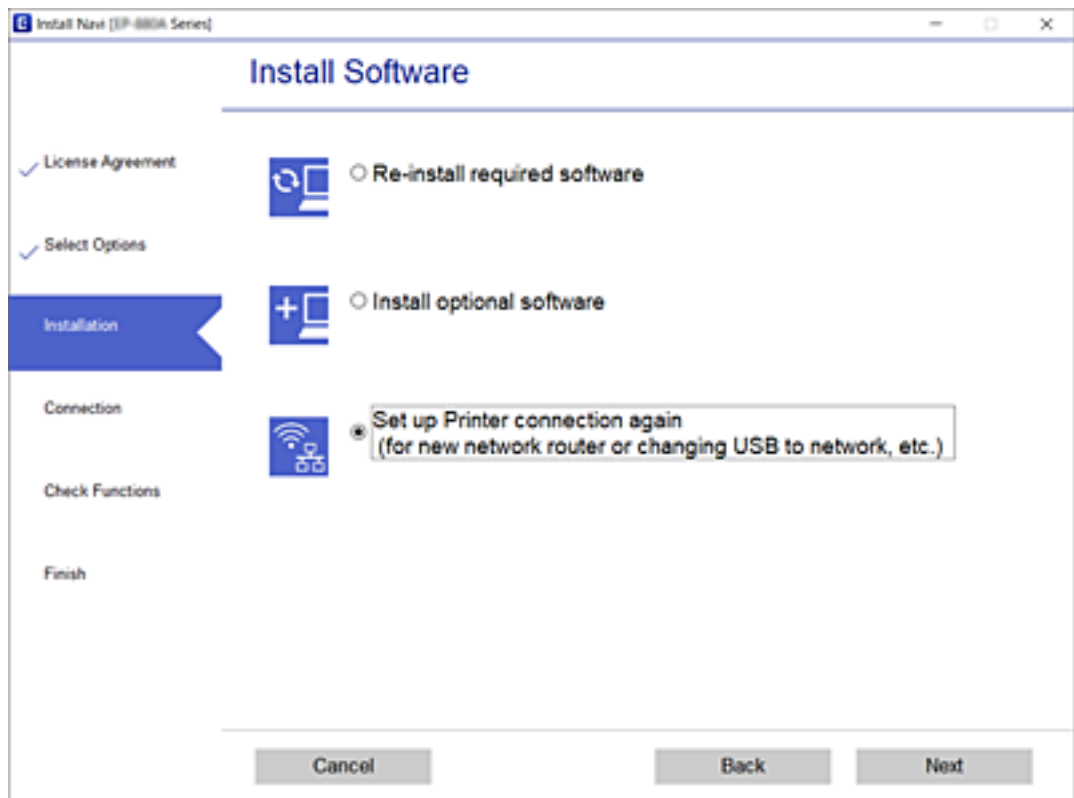 Install Navi [EP-880A Series]
Install Software
License Agreement
Select Options
Installation
Connection
Check Functions
Finish
Re-install required software
Install optional software
Set up Printer connection again
(for new network router or changing USB to network, etc.)
Cancel
Back
Next